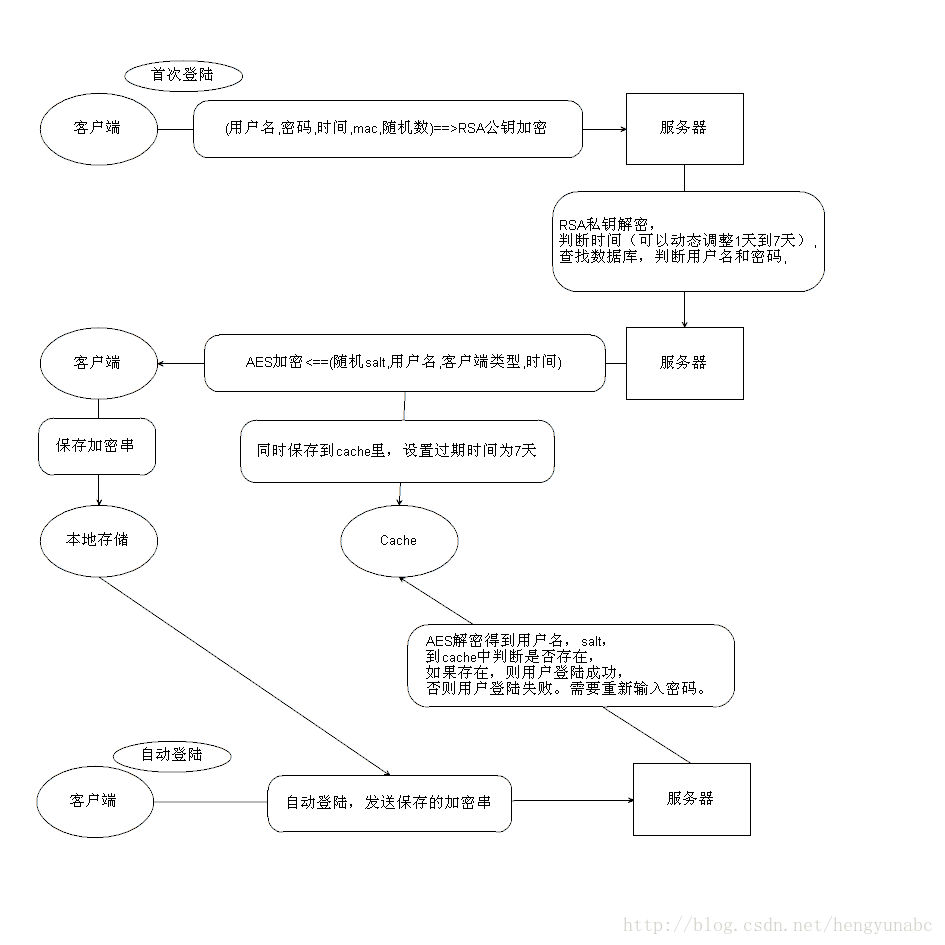 首次登陆
客户端
(用户名,密码,时间,mac,随机数)==>RSA公钥加密
服务器
RSA私钥解密，
判断时间（可以动态调整1天到7天）,
查找数据库，判断用户名和密码,
客户端
AES加密<==(随机salt,用户名,客户端类型,时间)
服务器
保存加密串
同时保存到cache里，设置过期时间为7天
本地存储
Cache
AES解密得到用户名，salt，
到cache中判断是否存在，
如果存在，则用户登陆成功，
否则用户登陆失败。需要重新输入密码。
自动登陆
客户端
自动登陆，发送保存的加密串
服务器
http://blog.csdn.net/hengyunabc